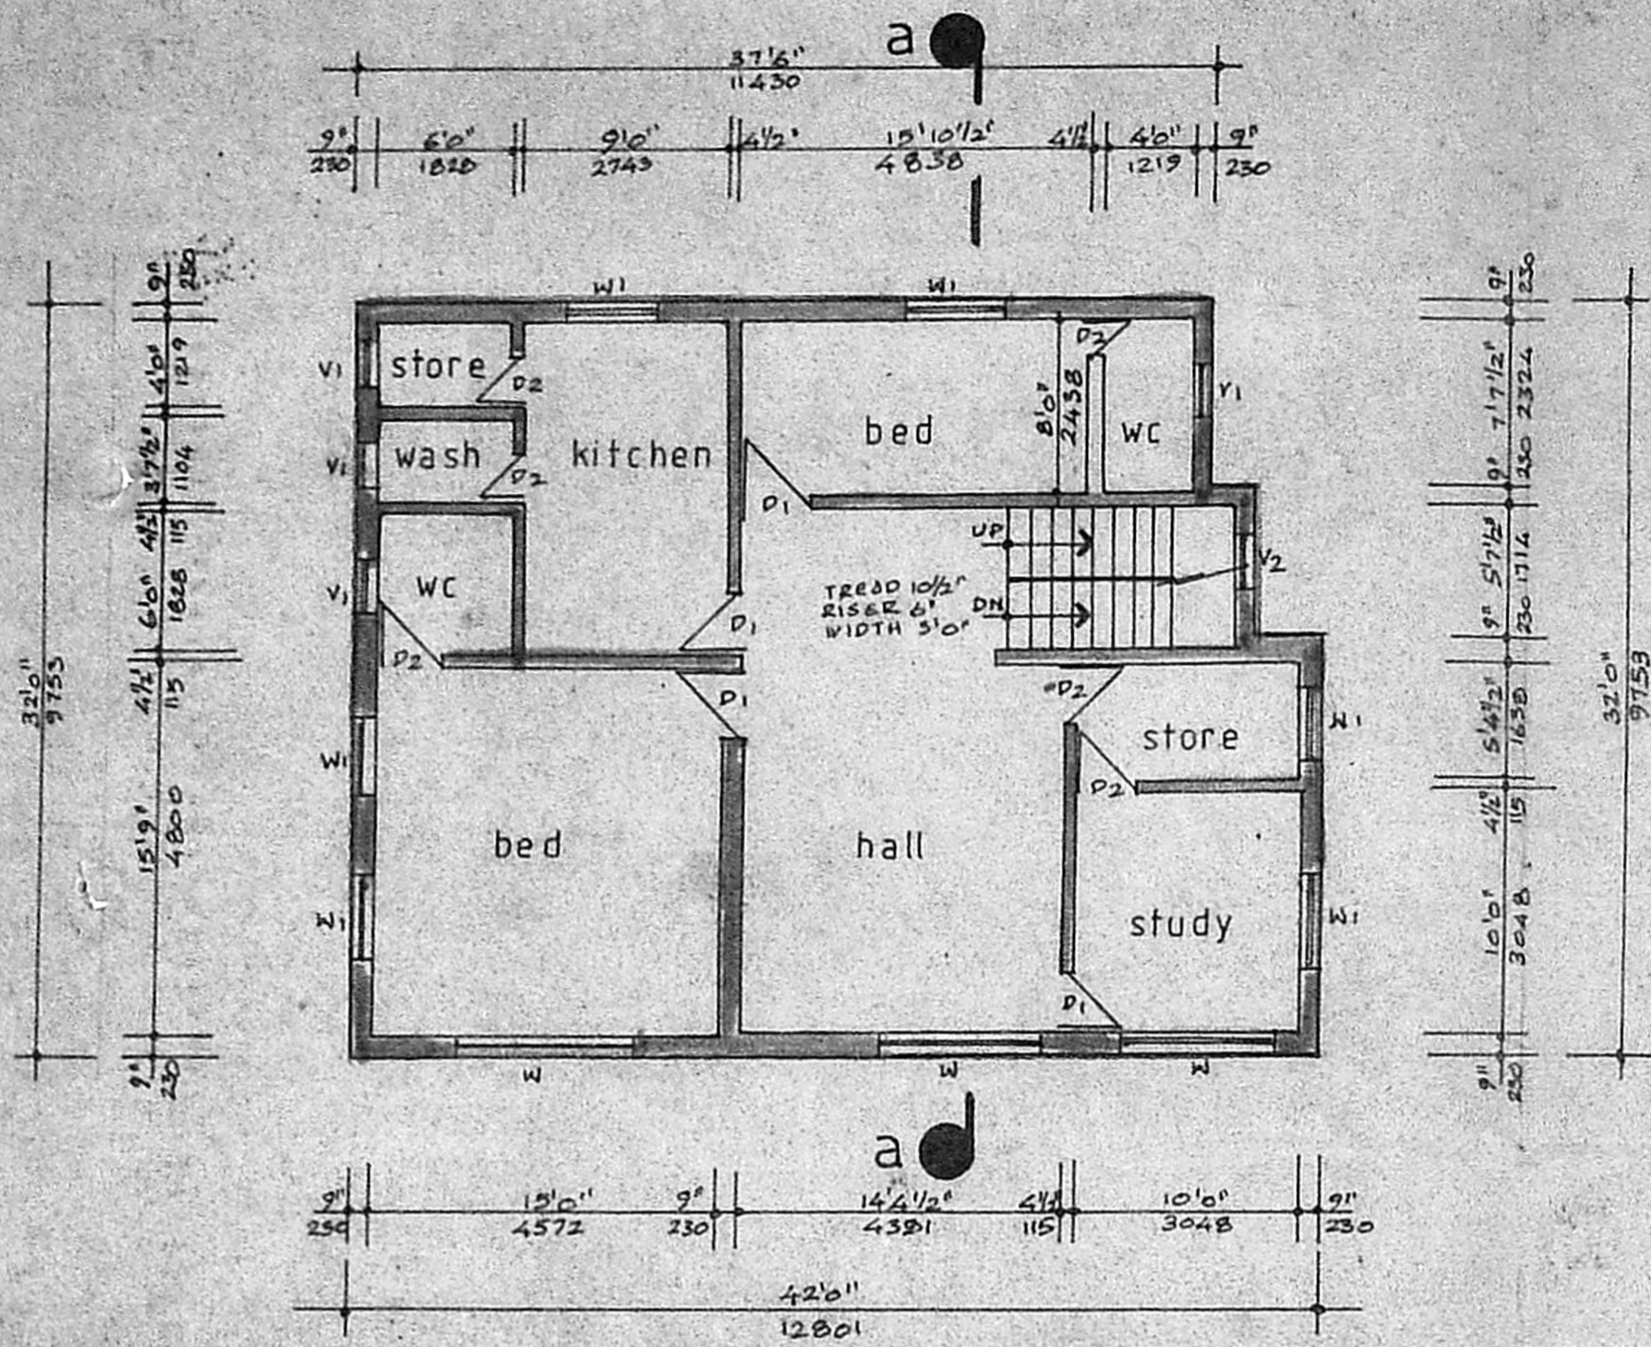 a
37'6"
11430
9" 6'0" 9'0" 4½" 15'10½" 4½" 4'0" 9"
230 1828 2743 4838 1219 230
W1 W1
9" 4'0" 3'7½" 4½" 6'0" 4½" 15'9" 9"
230 1219 1104 115 1828 115 4800 230
32'0"
9753
V1 store D2
V1 wash D2
kitchen
V1 WC D2
D1
bed
8'0"
2438
D2
WC
V1
D1
UP
DN
V2
TREAD 10½"
RISER 6"
WIDTH 3'0"
D1
W1
bed
W1
hall
D2
store
W1
D2
study
W1
D1
W W W
9" 7'7½" 9" 5'7½" 9" 5'4½" 4½" 10'0" 9"
230 2324 230 1714 230 1638 115 3048 230
32'0"
9753
a
9" 15'0" 9" 14'4½" 4½" 10'0" 9"
230 4572 230 4381 115 3048 230
42'0"
12801